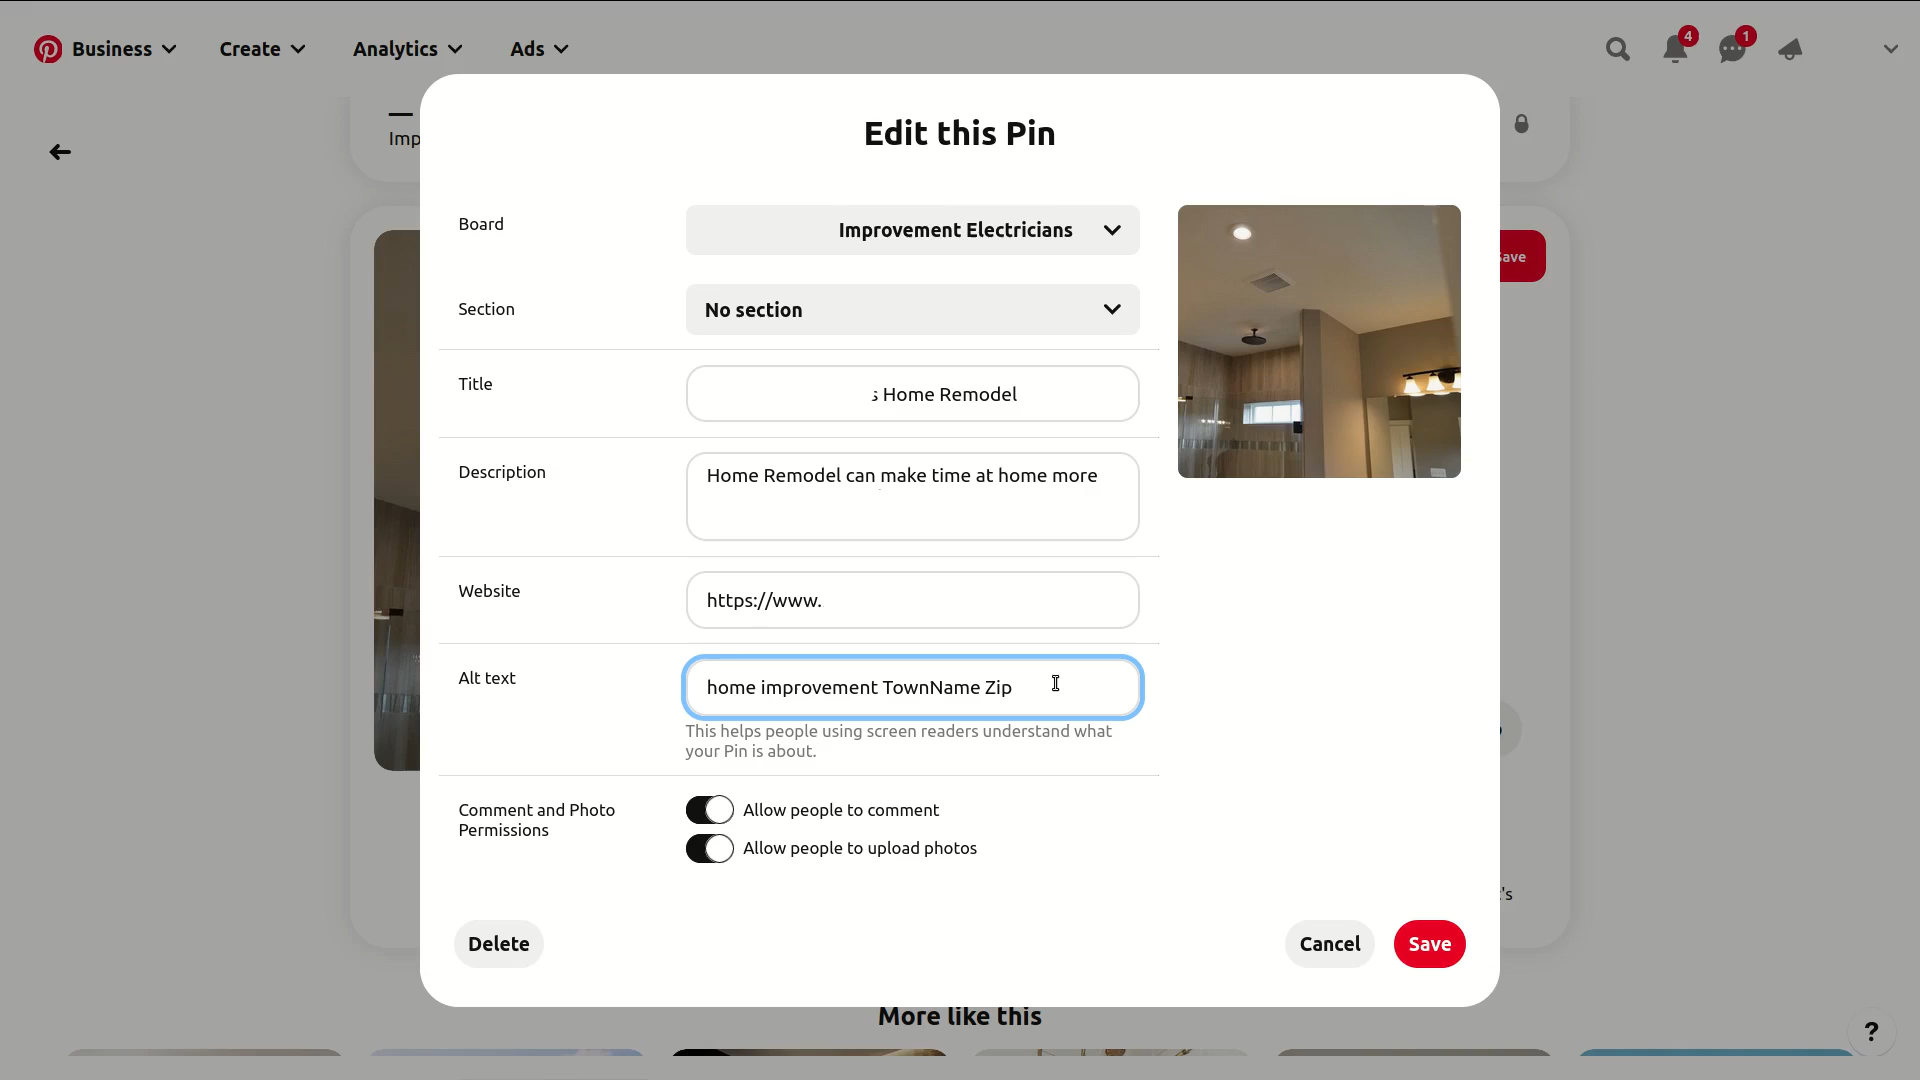 Business
Create
Analytics
Ads
4
1
Imp
Edit this Pin
Board
Improvement Electricians
Save
Section
No section
Title
s Home Remodel
Description
Home Remodel can make time at home more
Website
https://www.
Alt text
home improvement TownName Zip
This helps people using screen readers understand what
your Pin is about.
Comment and Photo
Permissions
Allow people to comment
Allow people to upload photos
's
Delete
Cancel
Save
More like this
?